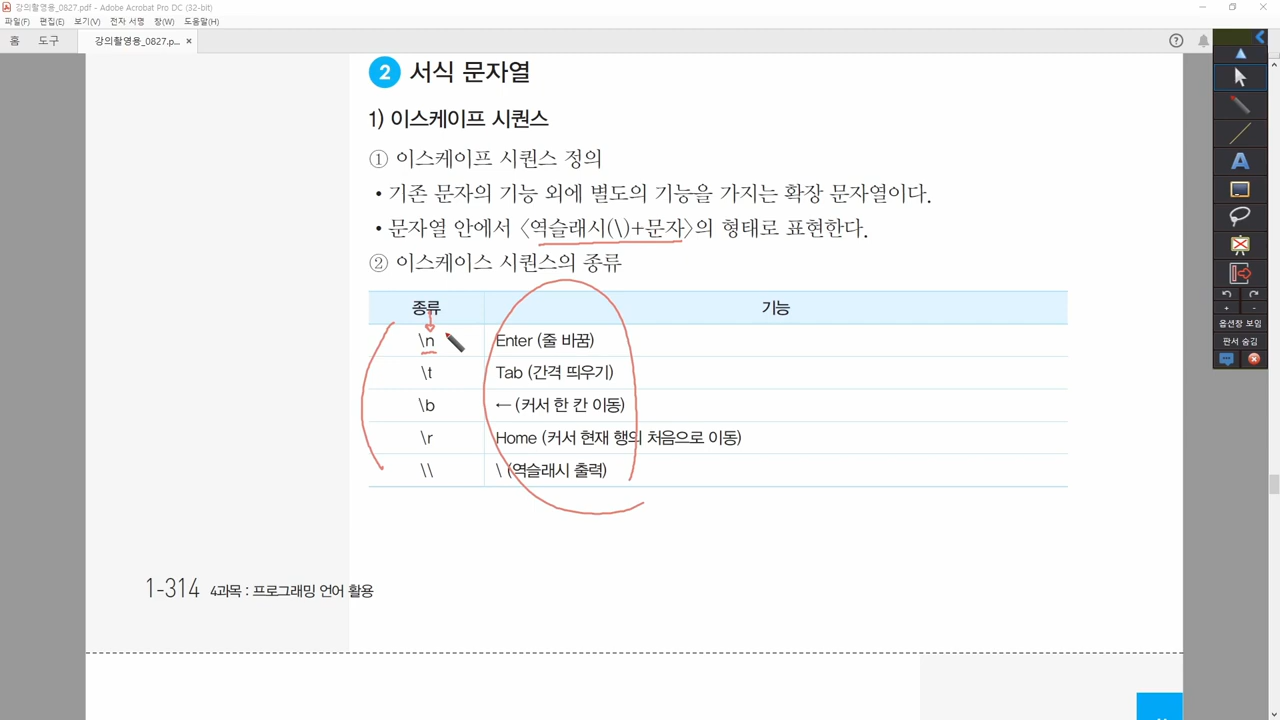 강의촬영용_0827.pdf - Adobe Acrobat Pro DC (32-bit)
파일(F) 편집(E) 보기(V) 전자 서명 창(W) 도움말(H)
홈 도구 강의촬영용_0827.p... ×
2 서식 문자열
1) 이스케이프 시퀀스
① 이스케이프 시퀀스 정의
• 기존 문자의 기능 외에 별도의 기능을 가지는 확장 문자열이다.
• 문자열 안에서 〈역슬래시(\)+문자〉의 형태로 표현한다.
② 이스케이스 시퀀스의 종류
종류 기능
\n Enter (줄 바꿈)
\t Tab (간격 띄우기)
\b ← (커서 한 칸 이동)
\r Home (커서 현재 행의 처음으로 이동)
\\ \ (역슬래시 출력)
1-314 4과목 : 프로그래밍 언어 활용
A
+ -
옵션창 보임
판서 숨김